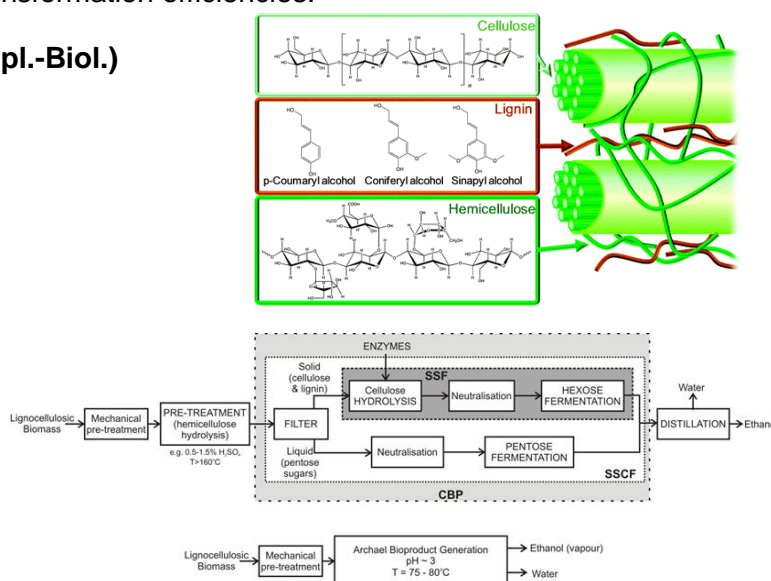 nsformation efficiencies.
pl.-Biol.)
Cellulose
Lignin
p-Coumaryl alcohol Coniferyl alcohol Sinapyl alcohol
Hemicellulose
ENZYMES
Solid
(cellulose
& lignin)
SSF
Cellulose
HYDROLYSIS
Neutralisation
HEXOSE
FERMENTATION
Water
Lignocellulosic
Biomass
Mechanical
pre-treatment
PRE-TREATMENT
(hemicellulose
hydrolysis)
e.g. 0.5-1.5% H₂SO₄
T>160°C
FILTER
DISTILLATION
Ethano
Liquid
(pentose
sugars)
Neutralisation
PENTOSE
FERMENTATION
SSCF
CBP
Lignocellulosic
Biomass
Mechanical
pre-treatment
Archael Bioproduct Generation
pH ~ 3
T = 75 - 80°C
Ethanol (vapour)
Water